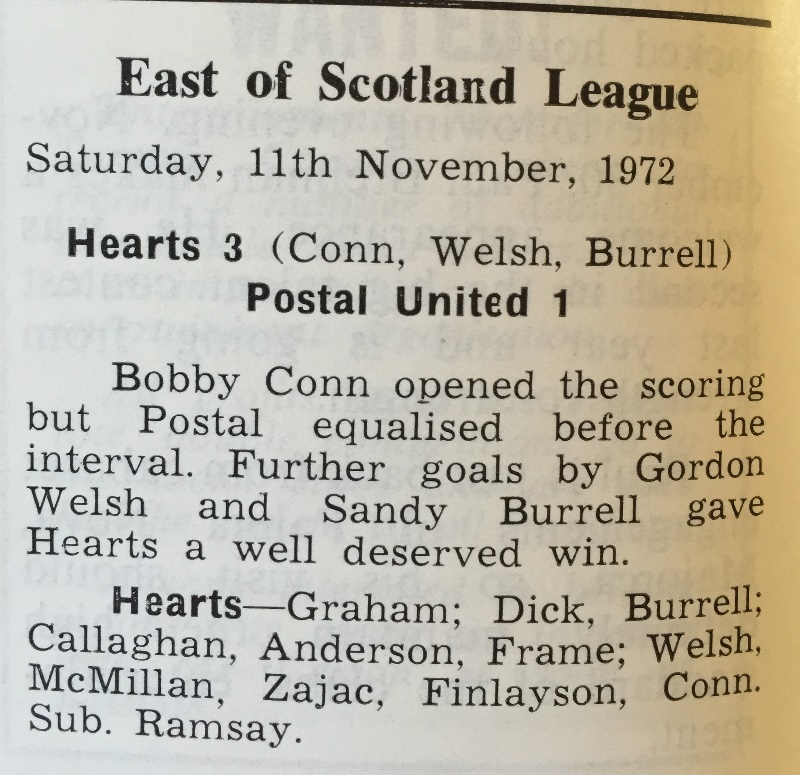 East of Scotland League
Saturday, 11th November, 1972
Hearts 3 (Conn, Welsh, Burrell)
Postal United 1
Bobby Conn opened the scoring
but Postal equalised before the
interval. Further goals by Gordon
Welsh and Sandy Burrell gave
Hearts a well deserved win.
Hearts—Graham; Dick, Burrell;
Callaghan, Anderson, Frame; Welsh,
McMillan, Zajac, Finlayson, Conn.
Sub. Ramsay.